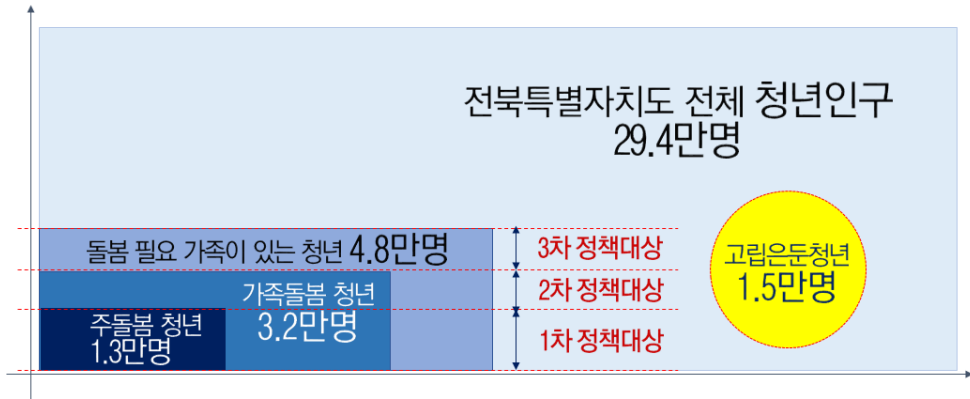 전북특별자치도 전체 청년인구
29.4만명
돌봄 필요 가족이 있는 청년 4.8만명
가족돌봄 청년
3.2만명
주돌봄 청년
1.3만명
3차 정책대상
2차 정책대상
1차 정책대상
고립은둔청년
1.5만명